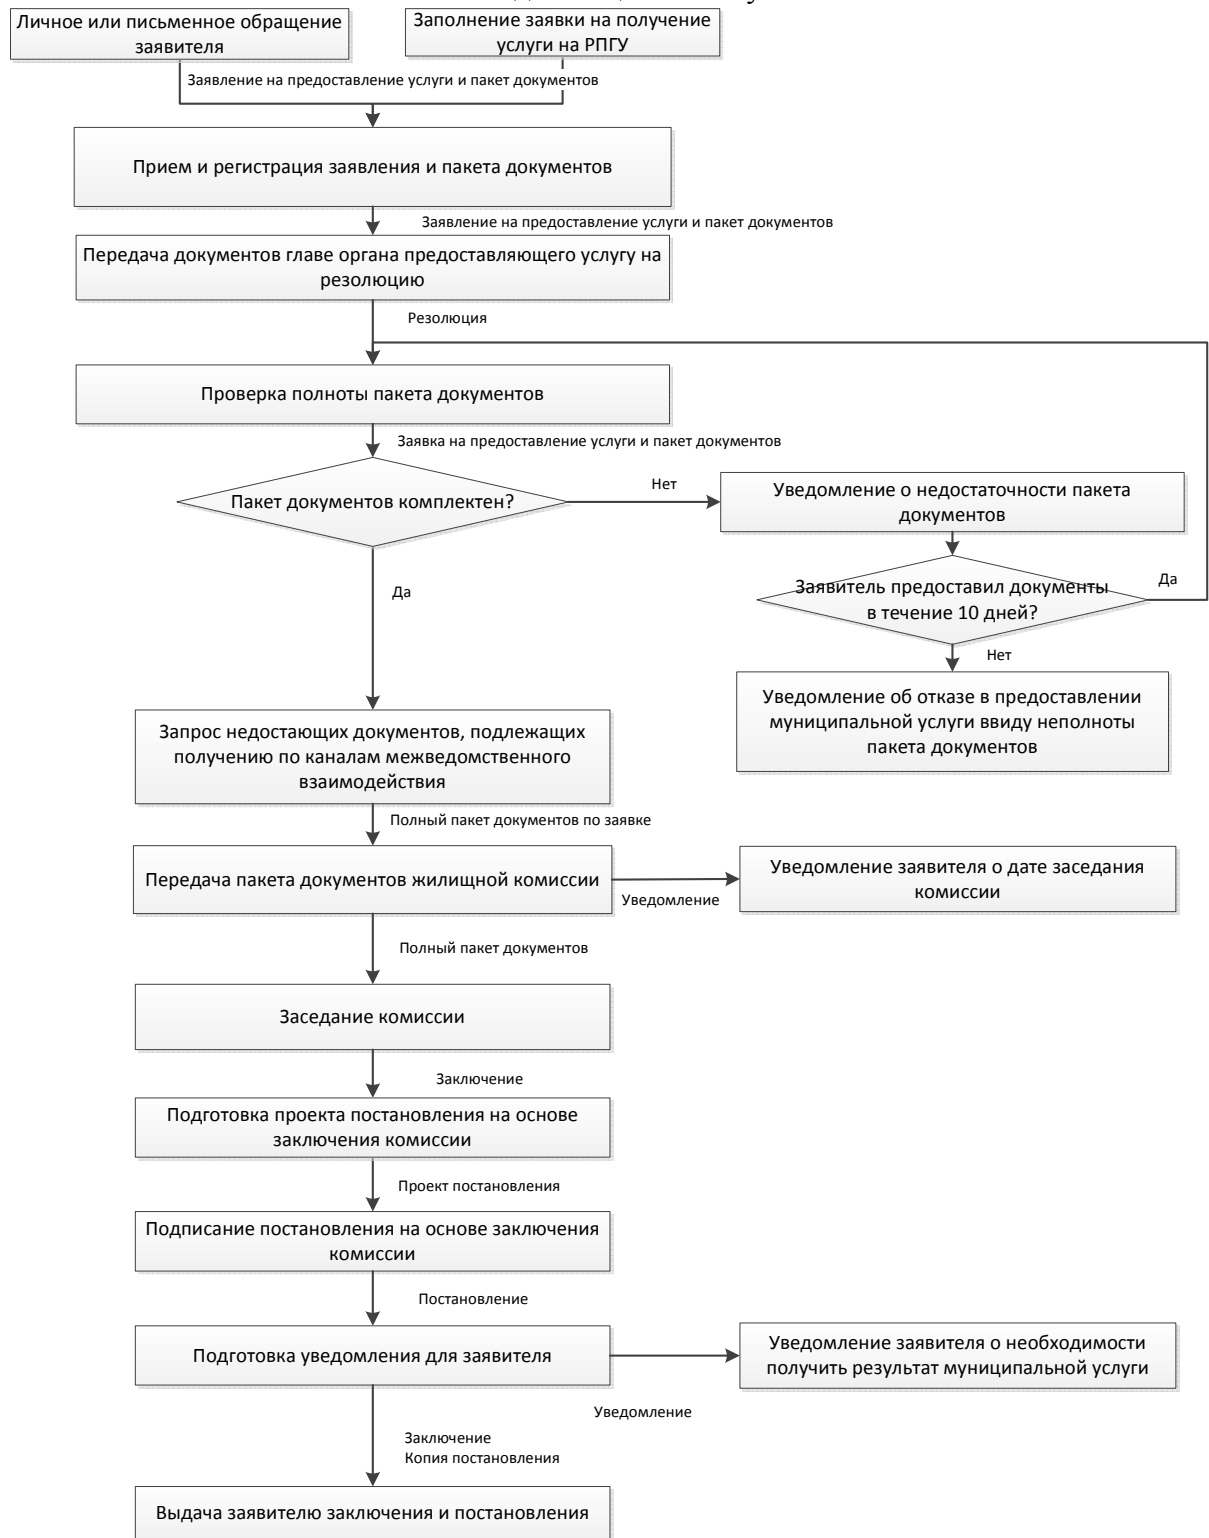 Личное или письменное обращение
заявителя
Заполнение заявки на получение
услуги на РПГУ
Заявление на предоставление услуги и пакет документов
Прием и регистрация заявления и пакета документов
Заявление на предоставление услуги и пакет документов
Передача документов главе органа предоставляющего услугу на
резолюцию
Резолюция
Проверка полноты пакета документов
Заявка на предоставление услуги и пакет документов
Пакет документов комплектен?
Нет
Уведомление о недостаточности пакета
документов
Заявитель предоставил документы
в течение 10 дней?
Да
Да
Нет
Уведомление об отказе в предоставлении
муниципальной услуги ввиду неполноты
пакета документов
Запрос недостающих документов, подлежащих
получению по каналам межведомственного
взаимодействия
Полный пакет документов по заявке
Передача пакета документов жилищной комиссии
Уведомление
Уведомление заявителя о дате заседания
комиссии
Полный пакет документов
Заседание комиссии
Заключение
Подготовка проекта постановления на основе
заключения комиссии
Проект постановления
Подписание постановления на основе заключения
комиссии
Постановление
Подготовка уведомления для заявителя
Уведомление заявителя о необходимости
получить результат муниципальной услуги
Уведомление
Заключение
Копия постановления
Выдача заявителю заключения и постановления